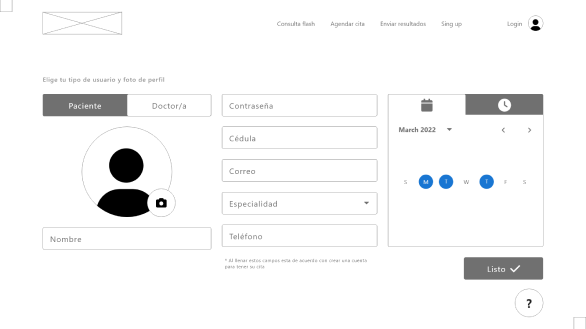 Consulta flash Agendar cita Enviar resultados Sing up Login
Elige tu tipo de usuario y foto de perfil
Paciente Doctor/a
Nombre
Contraseña
Cédula
Correo
Especialidad
Teléfono
* Al llenar estos campos esta de acuerdo con crear una cuenta
para tener su cita
March 2022
S M T W T F S
Listo
?